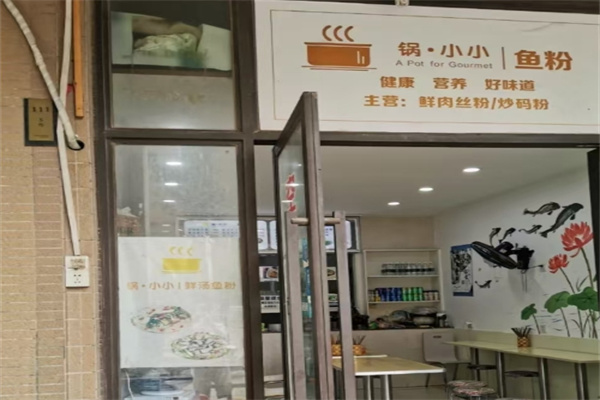 锅·小小 | 鱼粉
A Pot for Gourmet
健康 营养 好味道
主营：鲜肉丝粉/炒码粉
锅·小小 | 鲜汤鱼粉